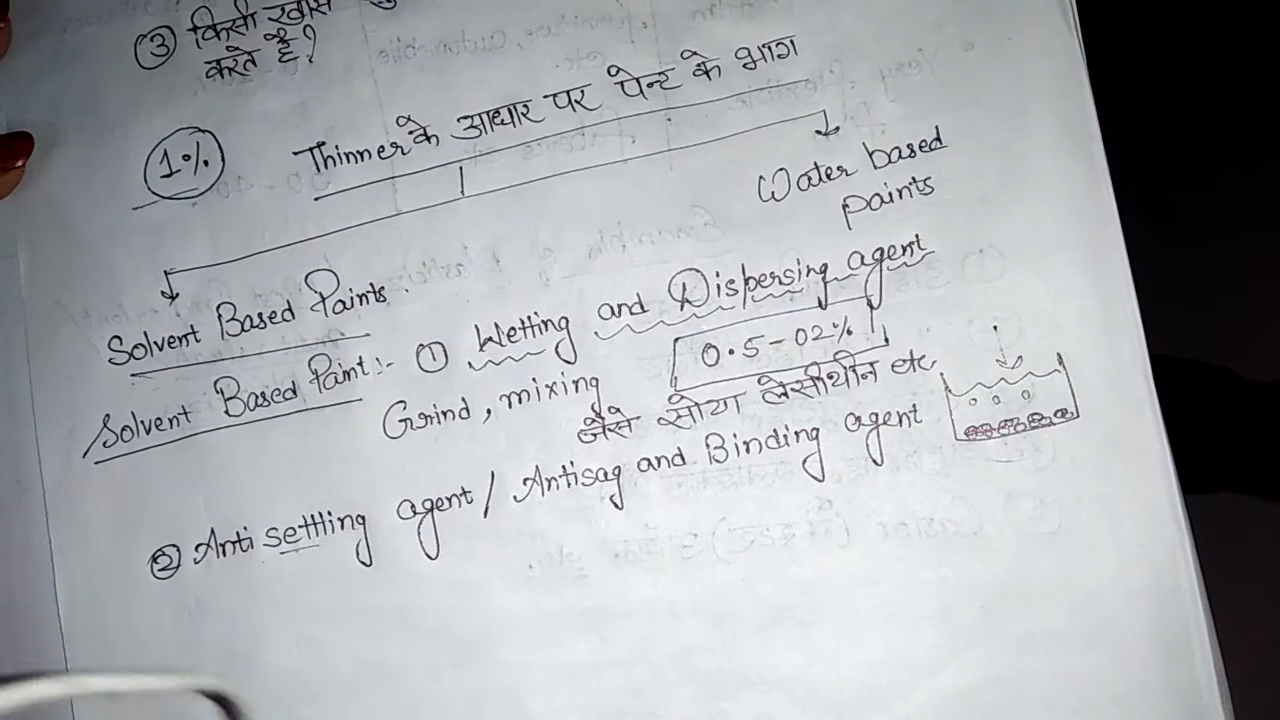 ③ किसी खास
करते है?
1% Thinner के आधार पर पेन्ट के भाग
Water based
paints
Solvent Based Paints.
Solvent Based Paint:- ① Wetting and Dispersing agent
Grind, mixing 0.5-02%
जैसे सोया लेसीथीन etc
② Anti settling agent / Antisag and Binding agent